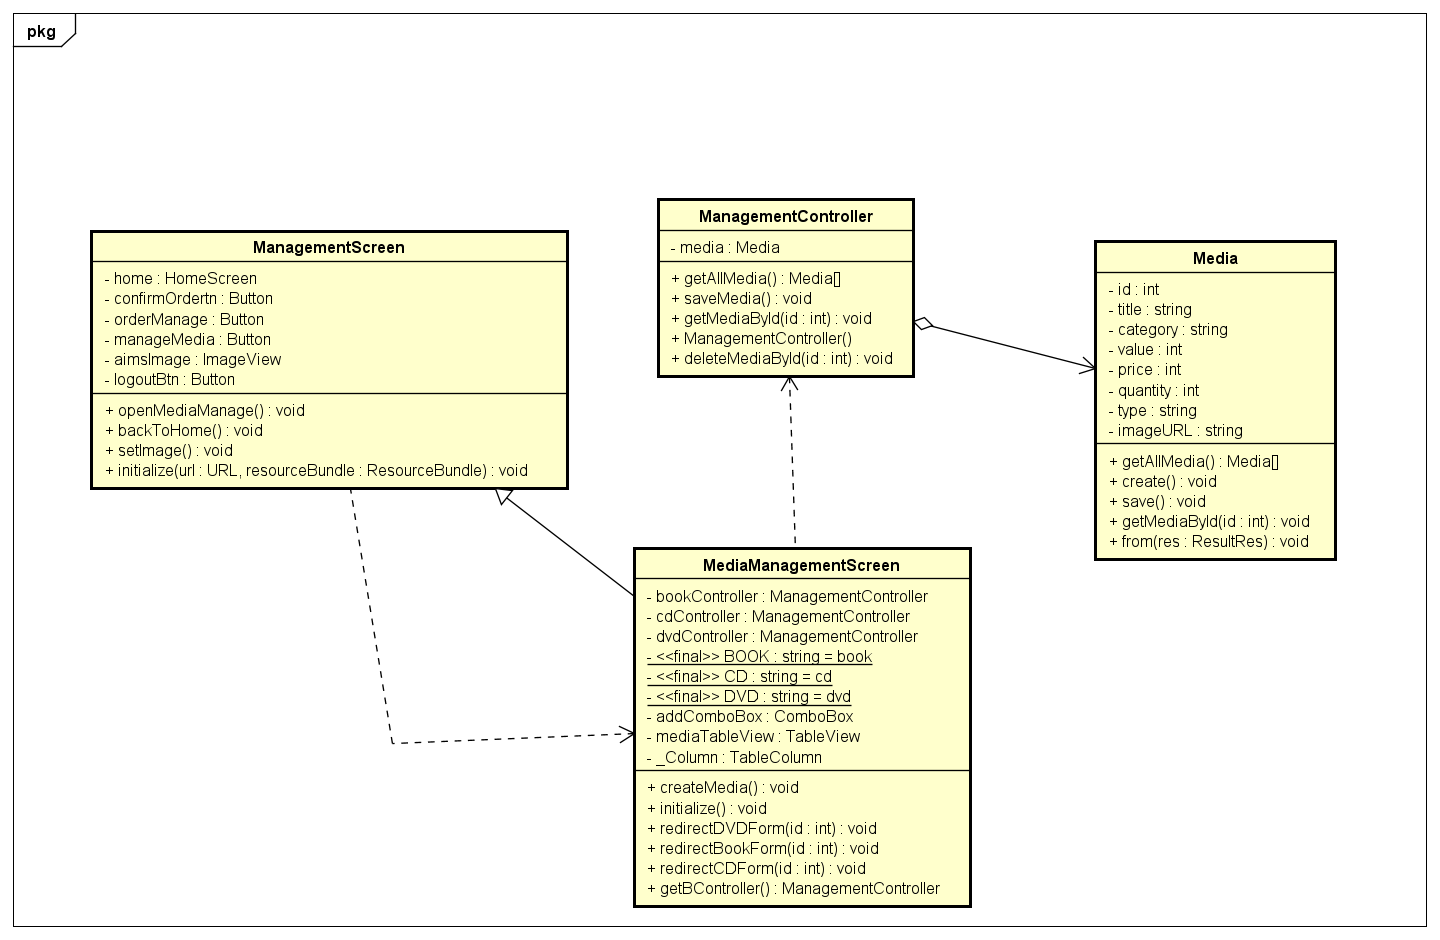 pkg
ManagementScreen
- home : HomeScreen
- confirmOrdertn : Button
- orderManage : Button
- manageMedia : Button
- aimsImage : ImageView
- logoutBtn : Button
+ openMediaManage() : void
+ backToHome() : void
+ setImage() : void
+ initialize(url : URL, resourceBundle : ResourceBundle) : void
ManagementController
- media : Media
+ getAllMedia() : Media[]
+ saveMedia() : void
+ getMediaById(id : int) : void
+ ManagementController()
+ deleteMediaById(id : int) : void
Media
- id : int
- title : string
- category : string
- value : int
- price : int
- quantity : int
- type : string
- imageURL : string
+ getAllMedia() : Media[]
+ create() : void
+ save() : void
+ getMediaById(id : int) : void
+ from(res : ResultRes) : void
MediaManagementScreen
- bookController : ManagementController
- cdController : ManagementController
- dvdController : ManagementController
- <<final>> BOOK : string = book
- <<final>> CD : string = cd
- <<final>> DVD : string = dvd
- addComboBox : ComboBox
- mediaTableView : TableView
- _Column : TableColumn
+ createMedia() : void
+ initialize() : void
+ redirectDVDForm(id : int) : void
+ redirectBookForm(id : int) : void
+ redirectCDForm(id : int) : void
+ getBController() : ManagementController